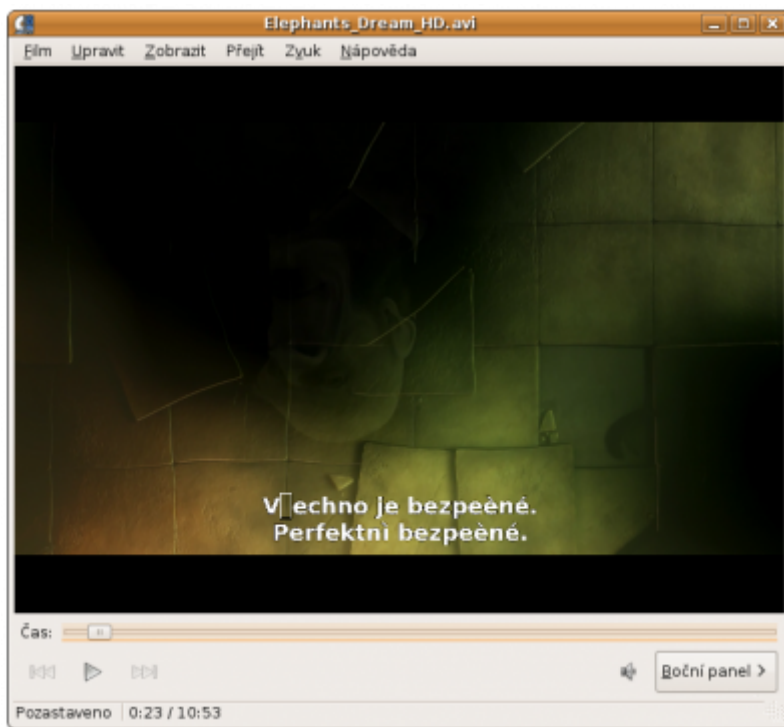 Elephants_Dream_HD.avi
Film Upravit Zobrazit Přejít Zvuk Nápověda
V▯echno je bezpeèné.
Perfektnì bezpeèné.
Čas:
Boční panel >
Pozastaveno 0:23 / 10:53